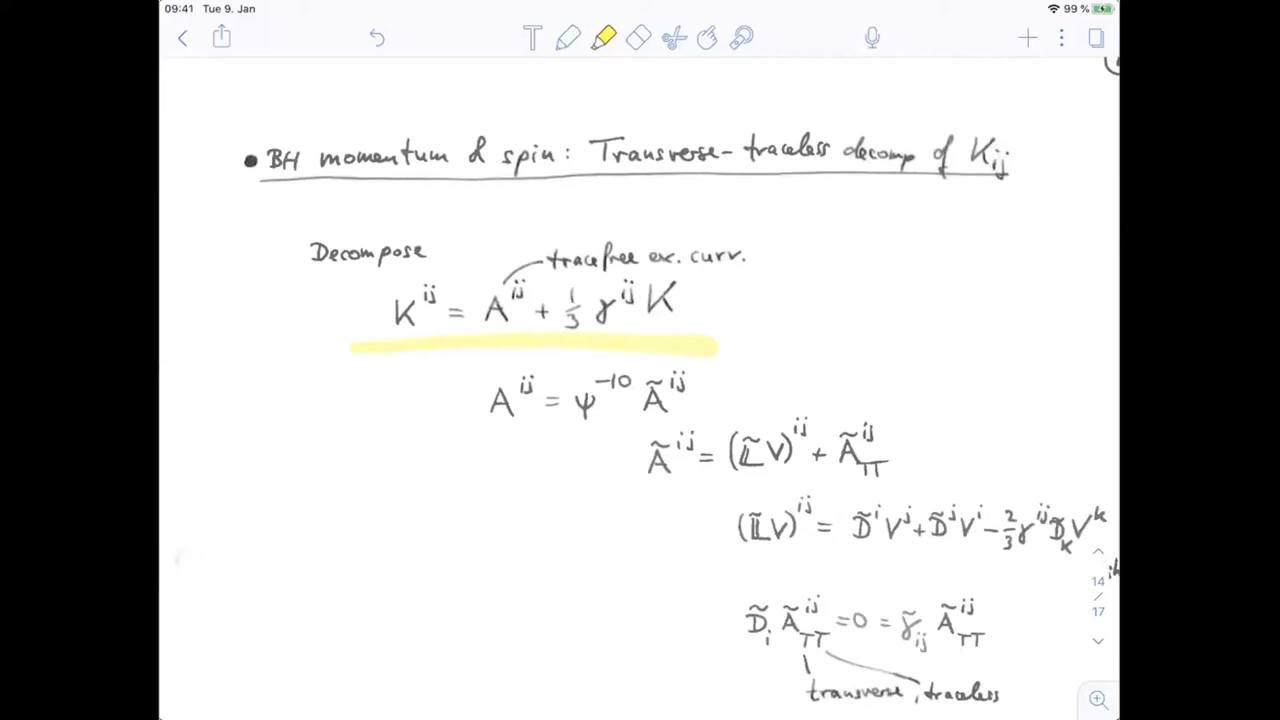 09:41 Tue 9. Jan 99 %
T
• BH momentum & spin: Transverse-traceless decomp of K_ij
Decompose
tracefree ex. curv.
K^ij = A^ij + 1/3 γ^ij K
A^ij = ψ^-10 Ã^ij
Ã^ij = (L̃V)^ij + Ã^ij_TT
(L̃V)^ij = D̃^i V^j + D̃^j V^i − 2/3 γ^ij D̃_k V^k
14
/
17
D̃_i Ã^ij_TT = 0 = γ̃_ij Ã^ij_TT
transverse, traceless